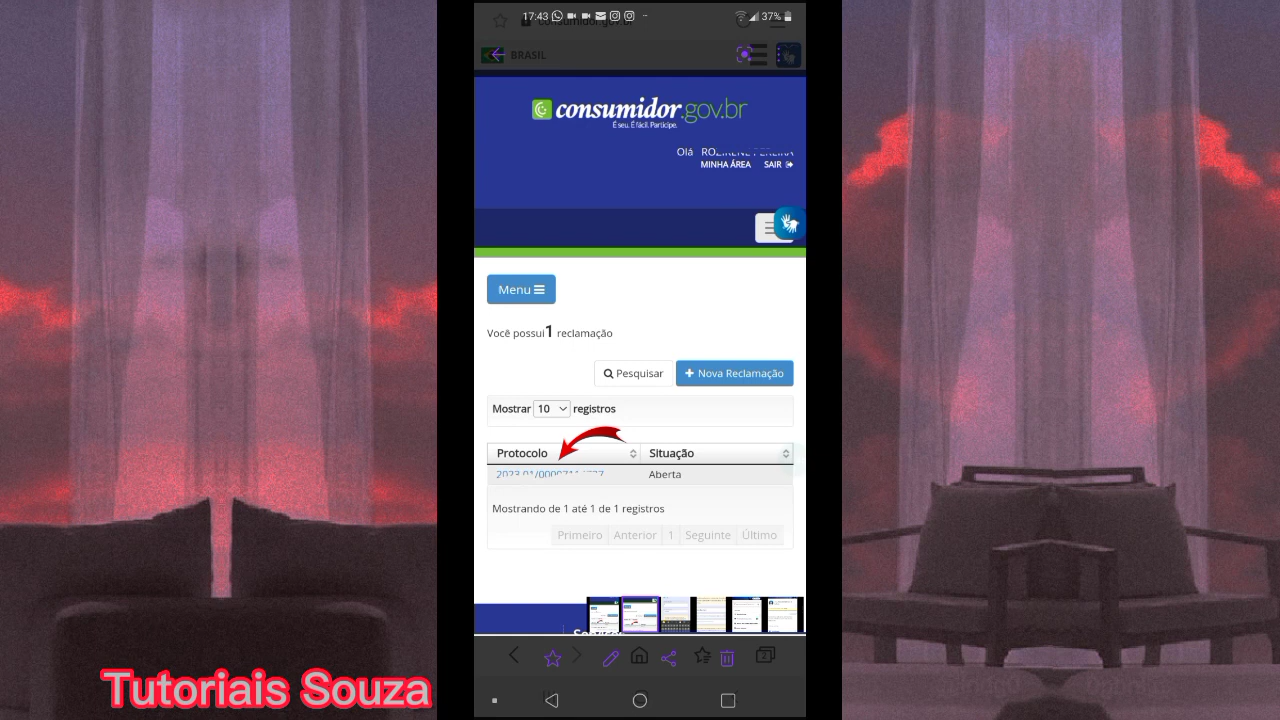 17:43 37%
BRASIL
consumidor.gov.br
É seu. É fácil. Participe.
Olá
MINHA ÁREA SAIR
Menu
Você possui 1 reclamação
Pesquisar + Nova Reclamação
Mostrar 10 registros
Protocolo Situação
Aberta
Mostrando de 1 até 1 de 1 registros
Primeiro Anterior 1 Seguinte Último
Tutoriais Souza